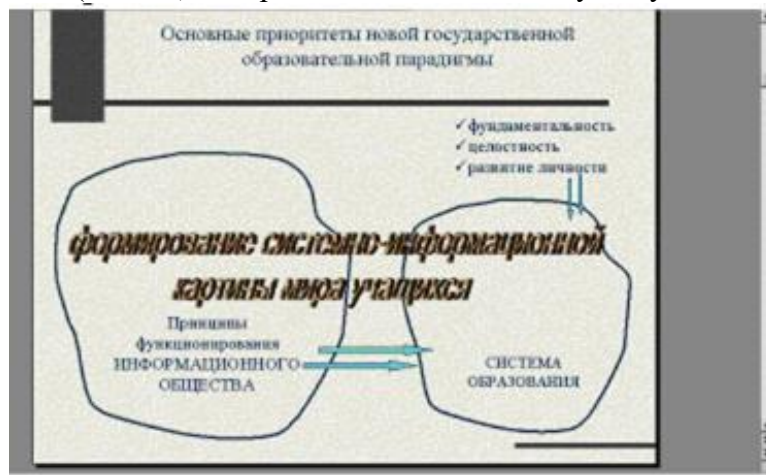 Основные приоритеты новой государственной
образовательной парадигмы
✓фундаментальность
✓целостность
✓развитие личности
формирование системно-информационной
картины мира учащихся
Принципы
функционирования
ИНФОРМАЦИОННОГО
ОБЩЕСТВА
СИСТЕМА
ОБРАЗОВАНИЯ